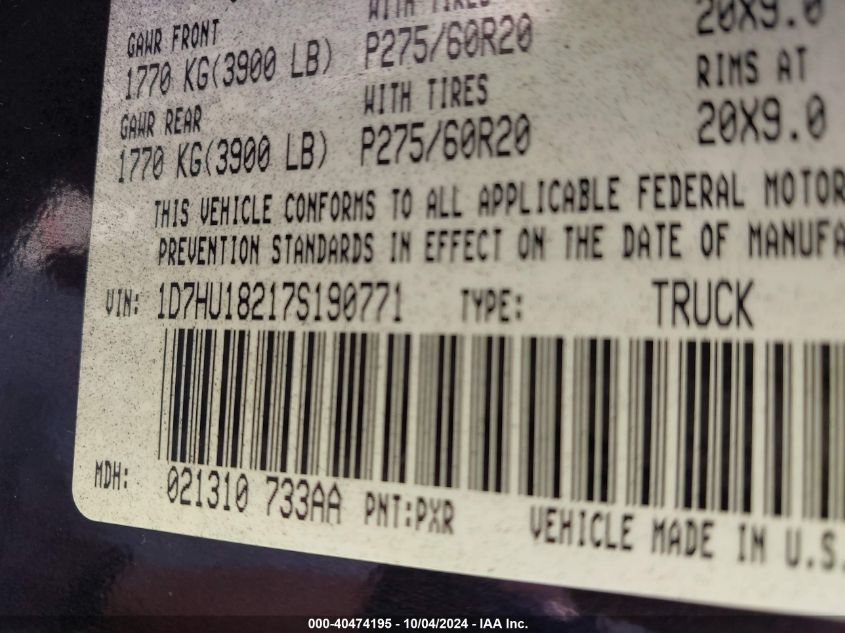 WITH TIRES 20X9.0
GAWR FRONT
1770 KG(3900 LB) P275/60R20 RIMS AT
GAWR REAR WITH TIRES
1770 KG(3900 LB) P275/60R20 20X9.0
THIS VEHICLE CONFORMS TO ALL APPLICABLE FEDERAL MOTOR
PREVENTION STANDARDS IN EFFECT ON THE DATE OF MANUFA
VIN: 1D7HU18217S190771 TYPE: TRUCK
MDH: 021310 733AA PNT:PXR VEHICLE MADE IN U.S.
000-40474195 - 10/04/2024 - IAA Inc.